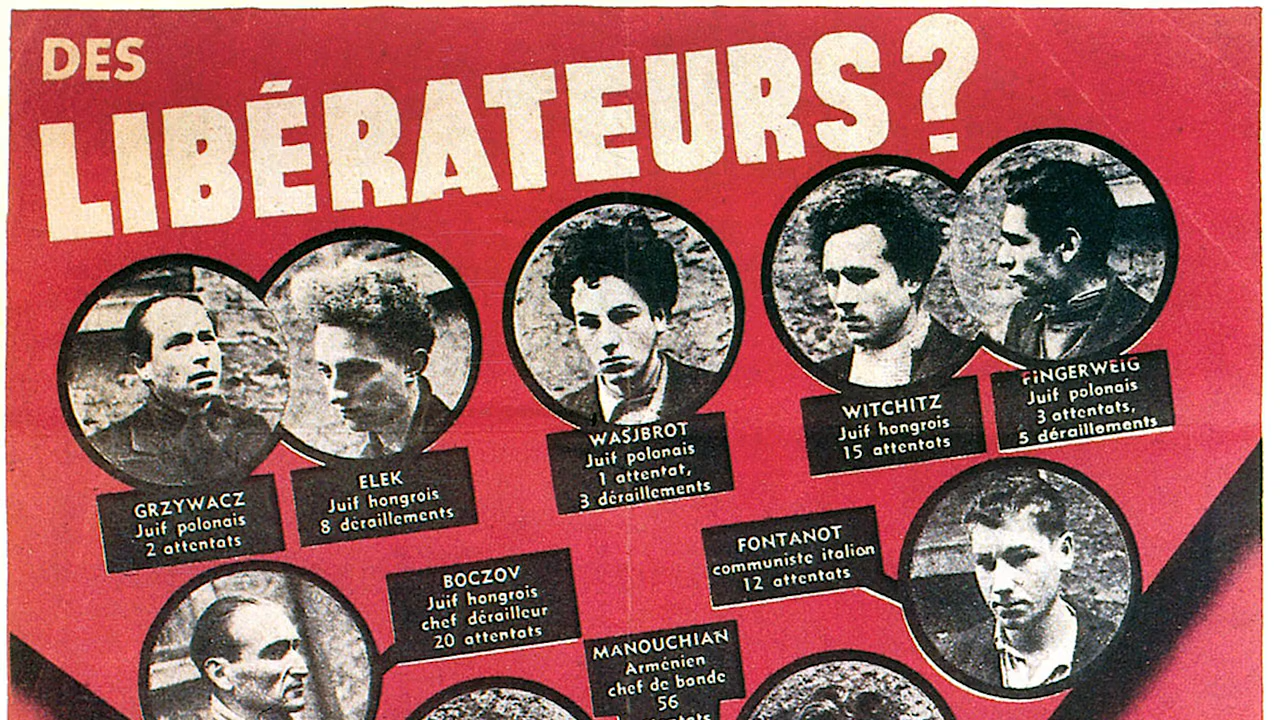 DES
LIBÉRATEURS?
GRZYWACZ
Juif polonais
2 attentats
ELEK
Juif hongrois
8 déraillements
WASJBROT
Juif polonais
1 attentat,
3 déraillements
WITCHITZ
Juif hongrois
15 attentats
FINGERWEIG
Juif polonais
3 attentats,
5 déraillements
BOCZOV
Juif hongrois
chef dérailleur
20 attentats
FONTANOT
communiste italien
12 attentats
MANOUCHIAN
Arménien
chef de bande
56